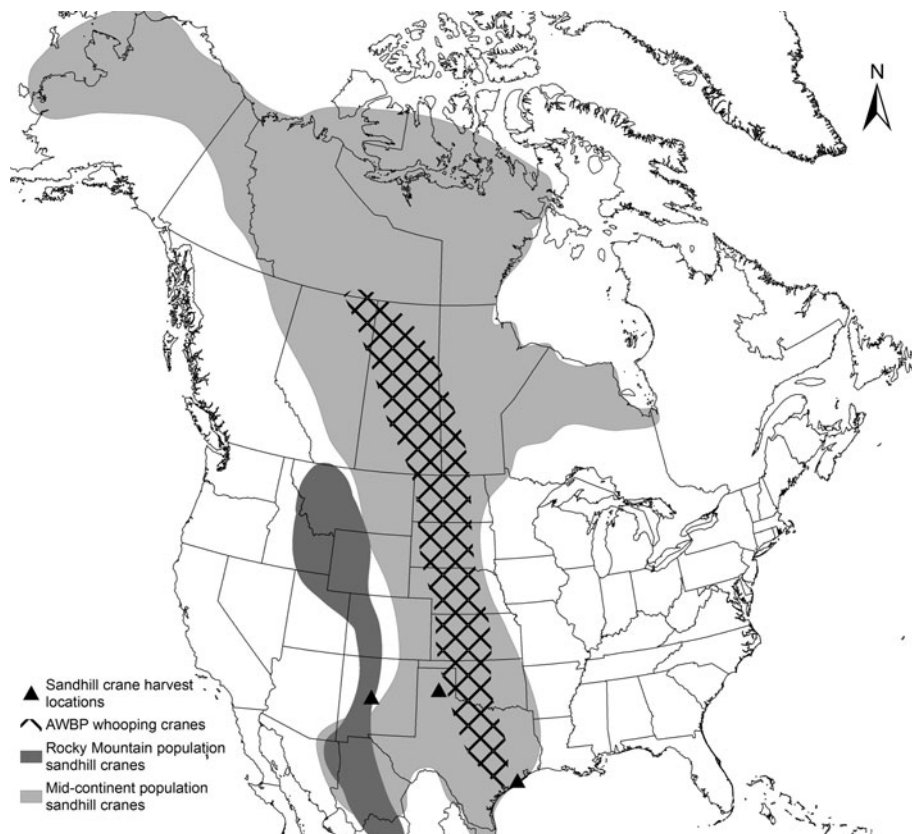 N
Sandhill crane harvest
locations
AWBP whooping cranes
Rocky Mountain population
sandhill cranes
Mid-continent population
sandhill cranes